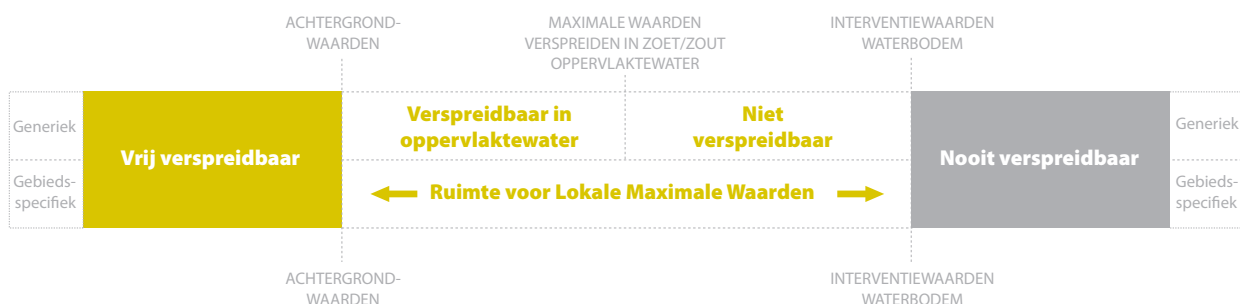 ACHTERGROND-
WAARDEN
MAXIMALE WAARDEN
VERSPREIDEN IN ZOET/ZOUT
OPPERVLAKTEWATER
INTERVENTIEWAARDEN
WATERBODEM
Generiek
Gebieds-
specifiek
Vrij verspreidbaar
Verspreidbaar in
oppervlaktewater
Niet
verspreidbaar
Ruimte voor Lokale Maximale Waarden
Nooit verspreidbaar
Generiek
Gebieds-
specifiek
ACHTERGROND-
WAARDEN
INTERVENTIEWAARDEN
WATERBODEM